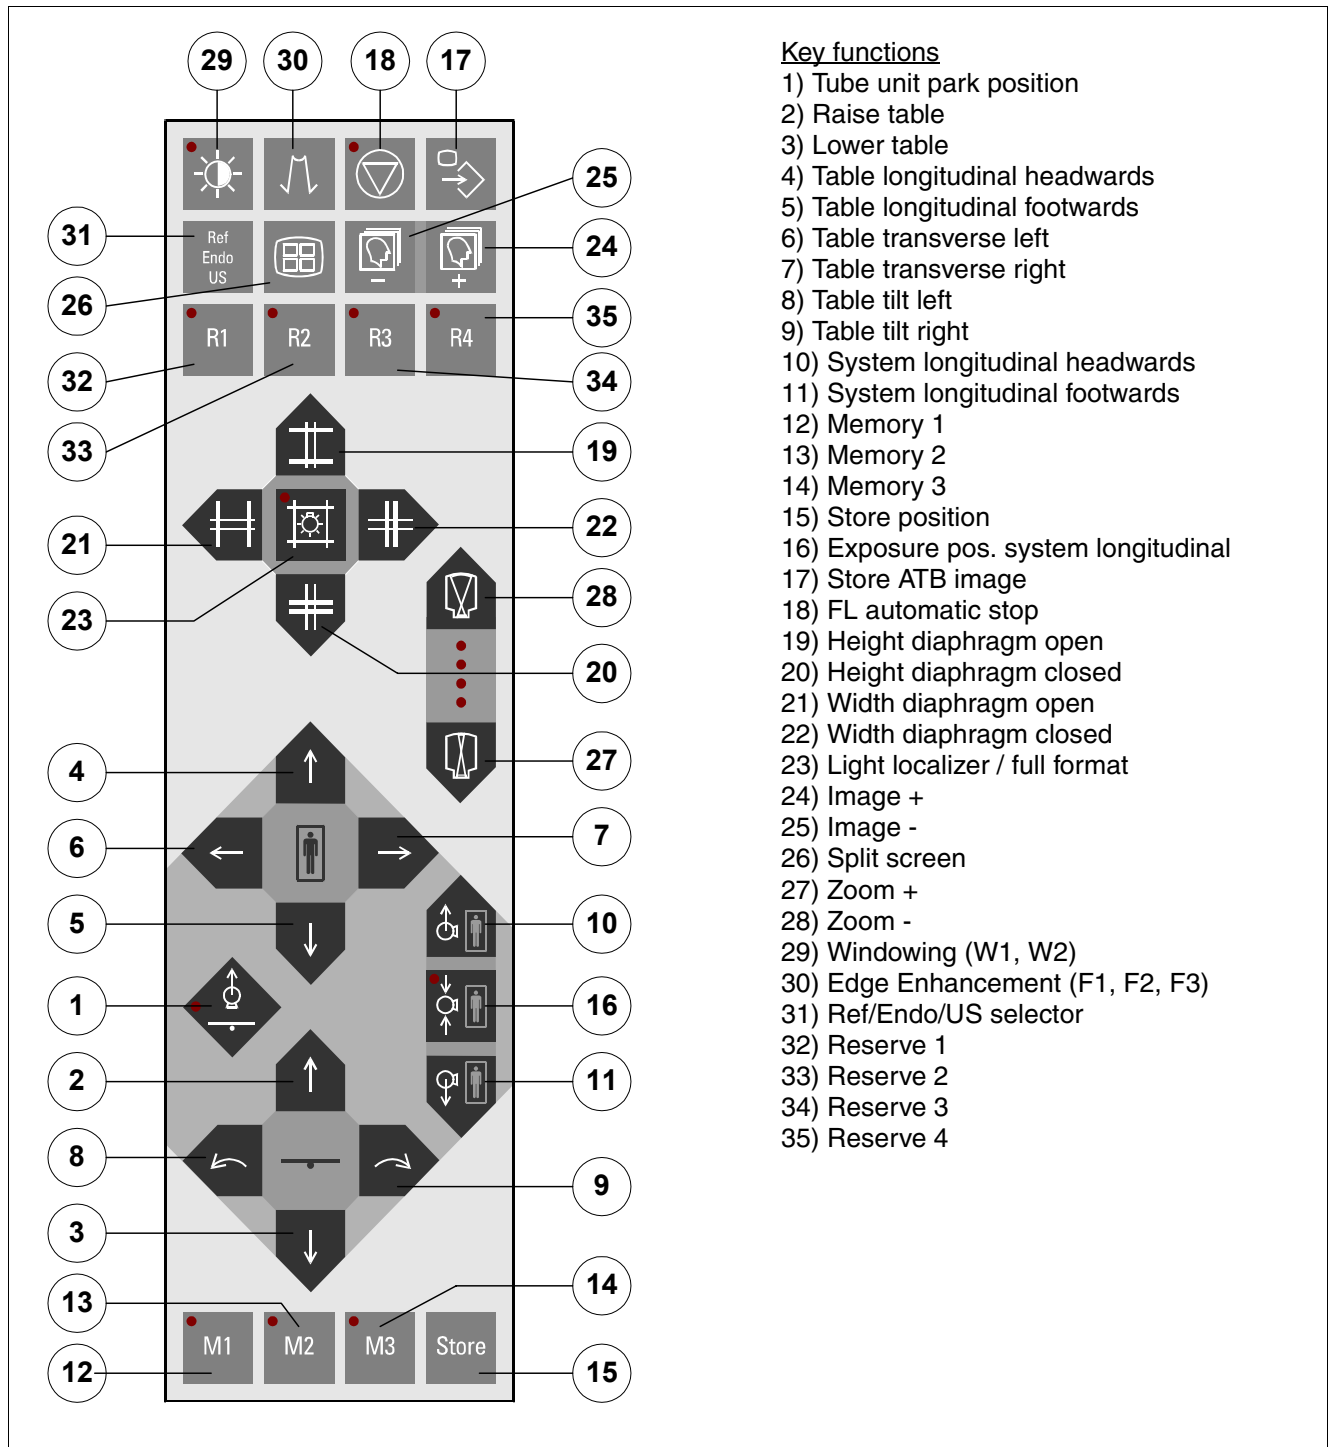 29 30 18 17
25
31 Ref
Endo
US
24
26 - +
35
R1 R2 R3 R4
32 34
33 19
21 22
23 28
20
4 27
6 7
5 10
1 16
2 11
8 9
3
14
13
M1 M2 M3 Store
12 15
Key functions
1) Tube unit park position
2) Raise table
3) Lower table
4) Table longitudinal headwards
5) Table longitudinal footwards
6) Table transverse left
7) Table transverse right
8) Table tilt left
9) Table tilt right
10) System longitudinal headwards
11) System longitudinal footwards
12) Memory 1
13) Memory 2
14) Memory 3
15) Store position
16) Exposure pos. system longitudinal
17) Store ATB image
18) FL automatic stop
19) Height diaphragm open
20) Height diaphragm closed
21) Width diaphragm open
22) Width diaphragm closed
23) Light localizer / full format
24) Image +
25) Image -
26) Split screen
27) Zoom +
28) Zoom -
29) Windowing (W1, W2)
30) Edge Enhancement (F1, F2, F3)
31) Ref/Endo/US selector
32) Reserve 1
33) Reserve 2
34) Reserve 3
35) Reserve 4